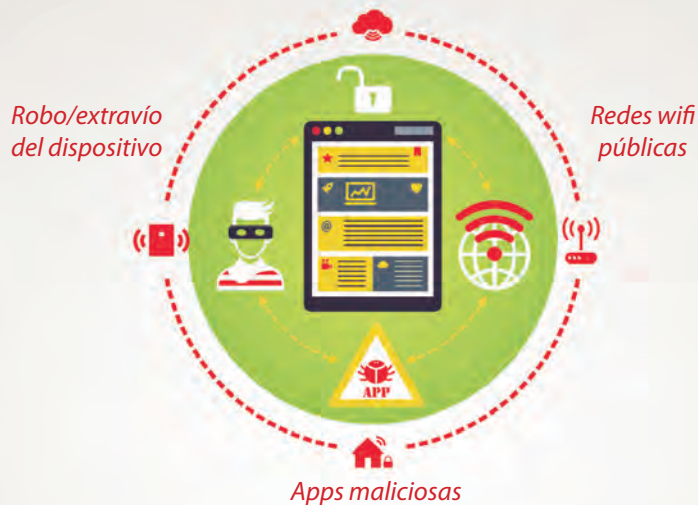 Robo/extravío
del dispositivo
Redes wifi
públicas
@
APP
Apps maliciosas